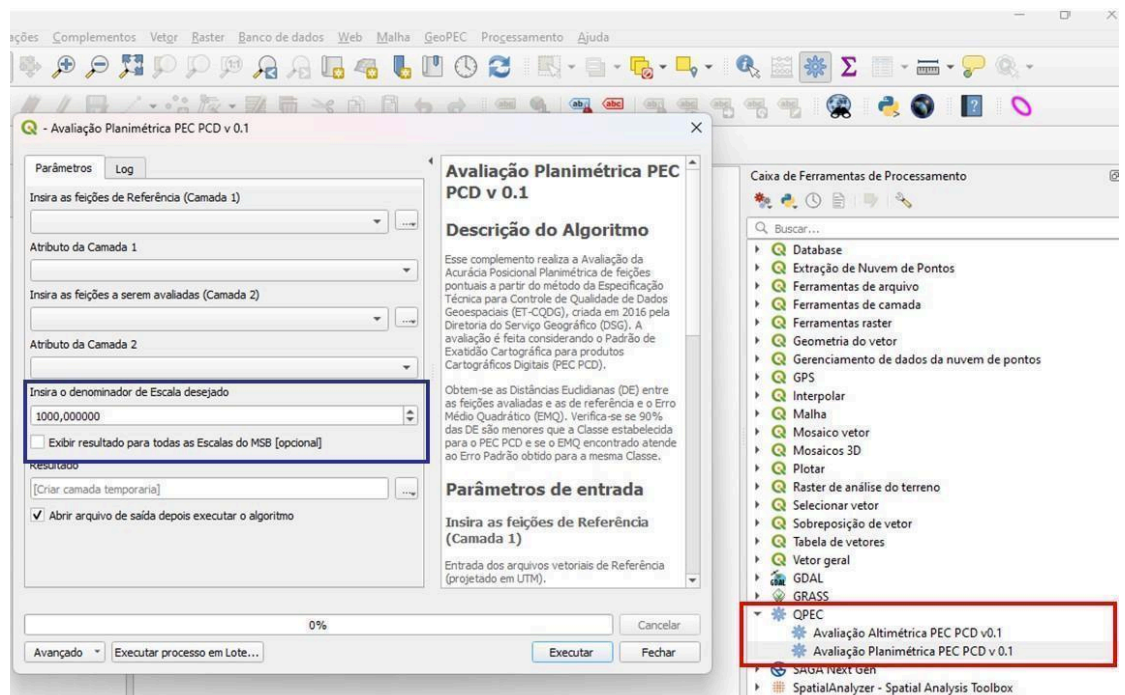 ações Complementos Vetor Raster Banco de dados Web Malha GeoPEC Processamento Ajuda
abc
- Avaliação Planimétrica PEC PCD v 0.1
Parâmetros Log
Insira as feições de Referência (Camada 1)
Atributo da Camada 1
Insira as feições a serem avaliadas (Camada 2)
Atributo da Camada 2
Insira o denominador de Escala desejado
1000,000000
Exibir resultado para todas as Escalas do MSB [opcional]
Resultado
[Criar camada temporaria]
Abrir arquivo de saída depois executar o algoritmo
0%
Cancelar
Avançado
Executar processo em Lote...
Executar
Fechar
Avaliação Planimétrica PEC
PCD v 0.1
Descrição do Algoritmo
Esse complemento realiza a Avaliação da
Acurácia Posicional Planimétrica de feições
pontuais a partir do método da Especificação
Técnica para Controle de Qualidade de Dados
Geoespaciais (ET-CQDG), criada em 2016 pela
Diretoria do Serviço Geográfico (DSG). A
avaliação é feita considerando o Padrão de
Exatidão Cartográfica para produtos
Cartográficos Digitais (PEC PCD).
Obtem-se as Distâncias Euclidianas (DE) entre
as feições avaliadas e as de referência e o Erro
Médio Quadrático (EMQ). Verifica-se se 90%
das DE são menores que a Classe estabelecida
para o PEC PCD e se o EMQ encontrado atende
ao Erro Padrão obtido para a mesma Classe.
Parâmetros de entrada
Insira as feições de Referência
(Camada 1)
Entrada dos arquivos vetoriais de Referência
(projetado em UTM).
Caixa de Ferramentas de Processamento
Buscar...
Database
Extração de Nuvem de Pontos
Ferramentas de arquivo
Ferramentas de camada
Ferramentas raster
Geometria do vetor
Gerenciamento de dados da nuvem de pontos
GPS
Interpolar
Malha
Mosaico vetor
Mosaicos 3D
Plotar
Raster de análise do terreno
Selecionar vetor
Sobreposição de vetor
Tabela de vetores
Vetor geral
GDAL
GRASS
QPEC
Avaliação Altimétrica PEC PCD v0.1
Avaliação Planimétrica PEC PCD v 0.1
SAGA Next Gen
SpatialAnalyzer - Spatial Analysis Toolbox